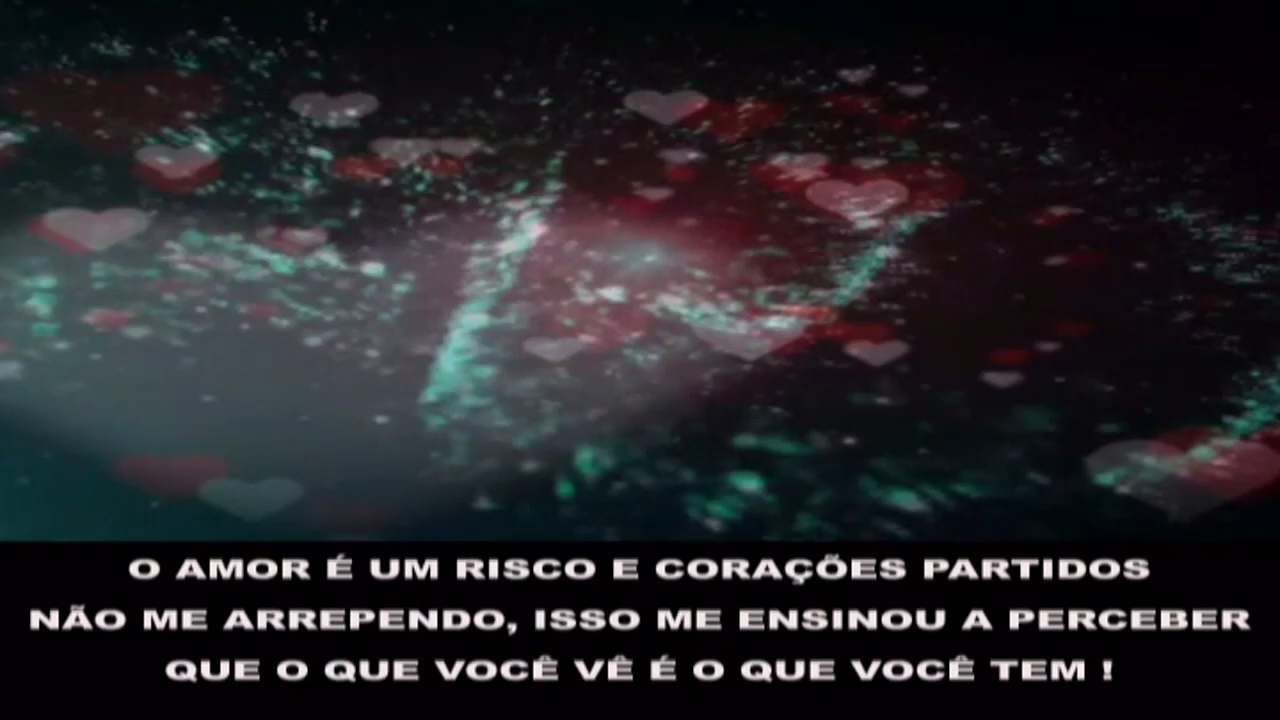 O AMOR É UM RISCO E CORAÇÕES PARTIDOS
NÃO ME ARREPENDO, ISSO ME ENSINOU A PERCEBER
QUE O QUE VOCÊ VÊ É O QUE VOCÊ TEM !